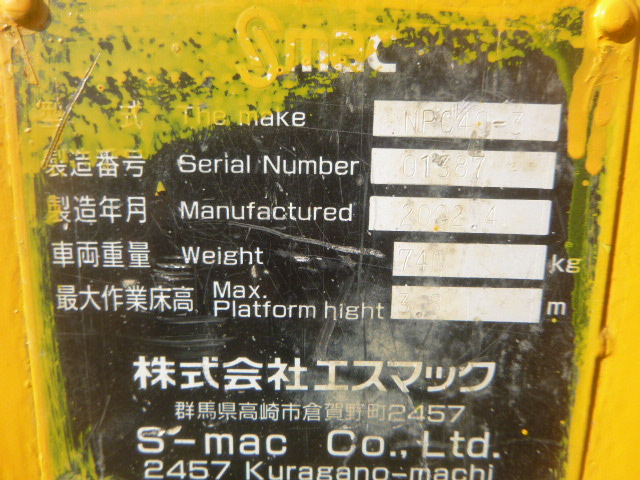 S-mac
型 式 The make
製造番号 Serial Number 01387
製造年月 Manufactured 2002.4
車両重量 Weight kg
最大作業床高 Max. Platform hight m
株式会社エスマック
群馬県高崎市倉賀野町2457
S-mac Co., Ltd.
2457 Kuragano-machi